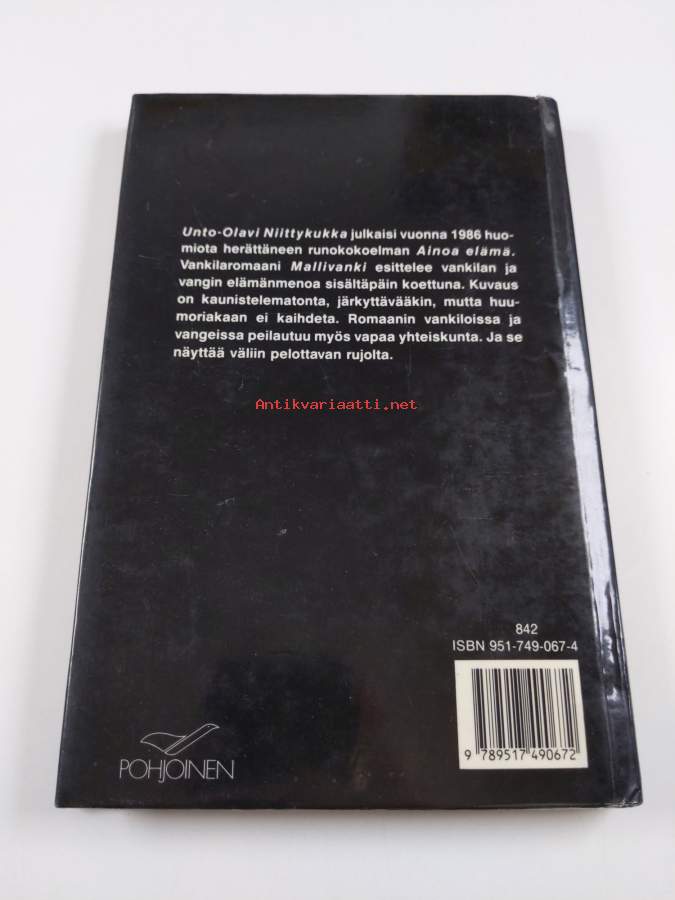 Unto-Olavi Niittykukka julkaisi vuonna 1986 huo-
miota herättäneen runokokoelman Ainoa elämä.
Vankilaromaani Mallivanki esittelee vankilan ja
vangin elämänmenoa sisältäpäin koettuna. Kuvaus
on kaunistelematonta, järkyttävääkin, mutta huu-
moriakaan ei kaihdeta. Romaanin vankiloissa ja
vangeissa peilautuu myös vapaa yhteiskunta. Ja se
näyttää väliin pelottavan rujolta.
Antikvariaatti.net
842
ISBN 951-749-067-4
9 789517 490672
POHJOINEN